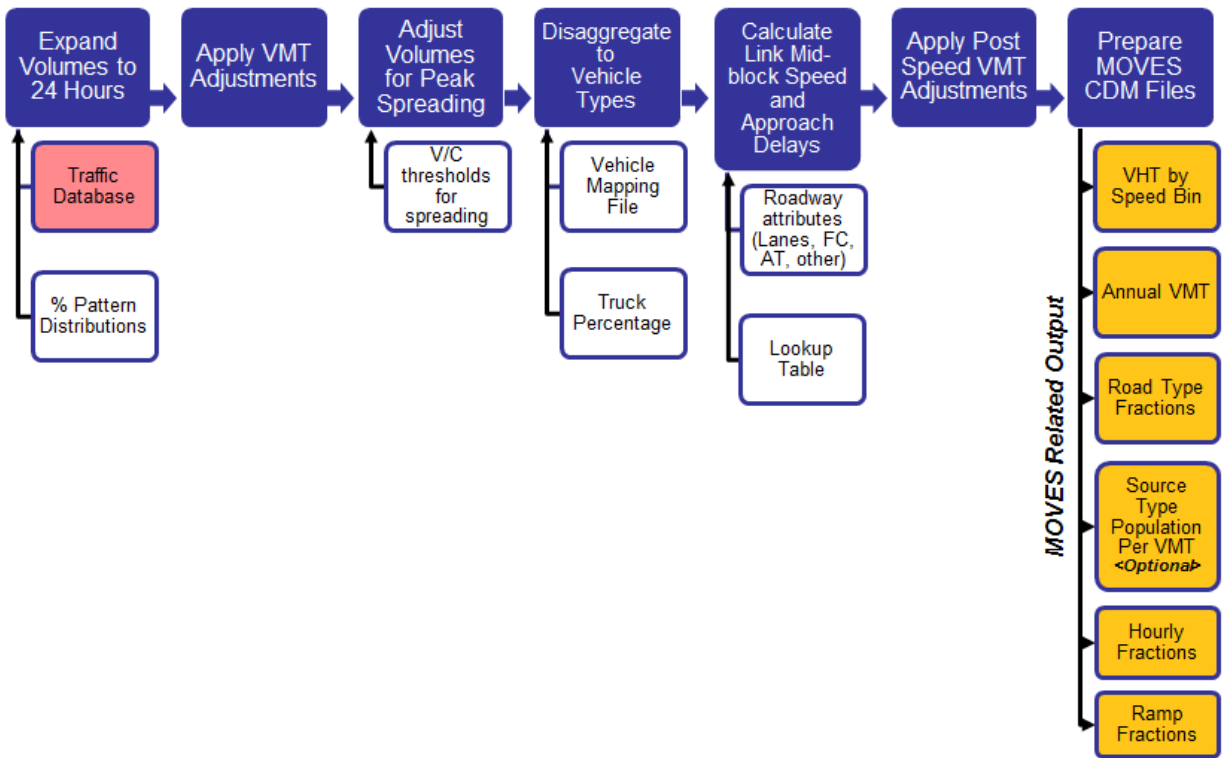 Expand
Volumes to
24 Hours
Apply VMT
Adjustments
Adjust
Volumes
for Peak
Spreading
Disaggregate
to
Vehicle
Types
Calculate
Link Mid-
block Speed
and
Approach
Delays
Apply Post
Speed VMT
Adjustments
Prepare
MOVES
CDM Files
Traffic
Database
% Pattern
Distributions
V/C
thresholds
for
spreading
Vehicle
Mapping
File
Truck
Percentage
Roadway
attributes
(Lanes, FC,
AT, other)
Lookup
Table
MOVES Related Output
VHT by
Speed Bin
Annual VMT
Road Type
Fractions
Source
Type
Population
Per VMT
<Optional>
Hourly
Fractions
Ramp
Fractions